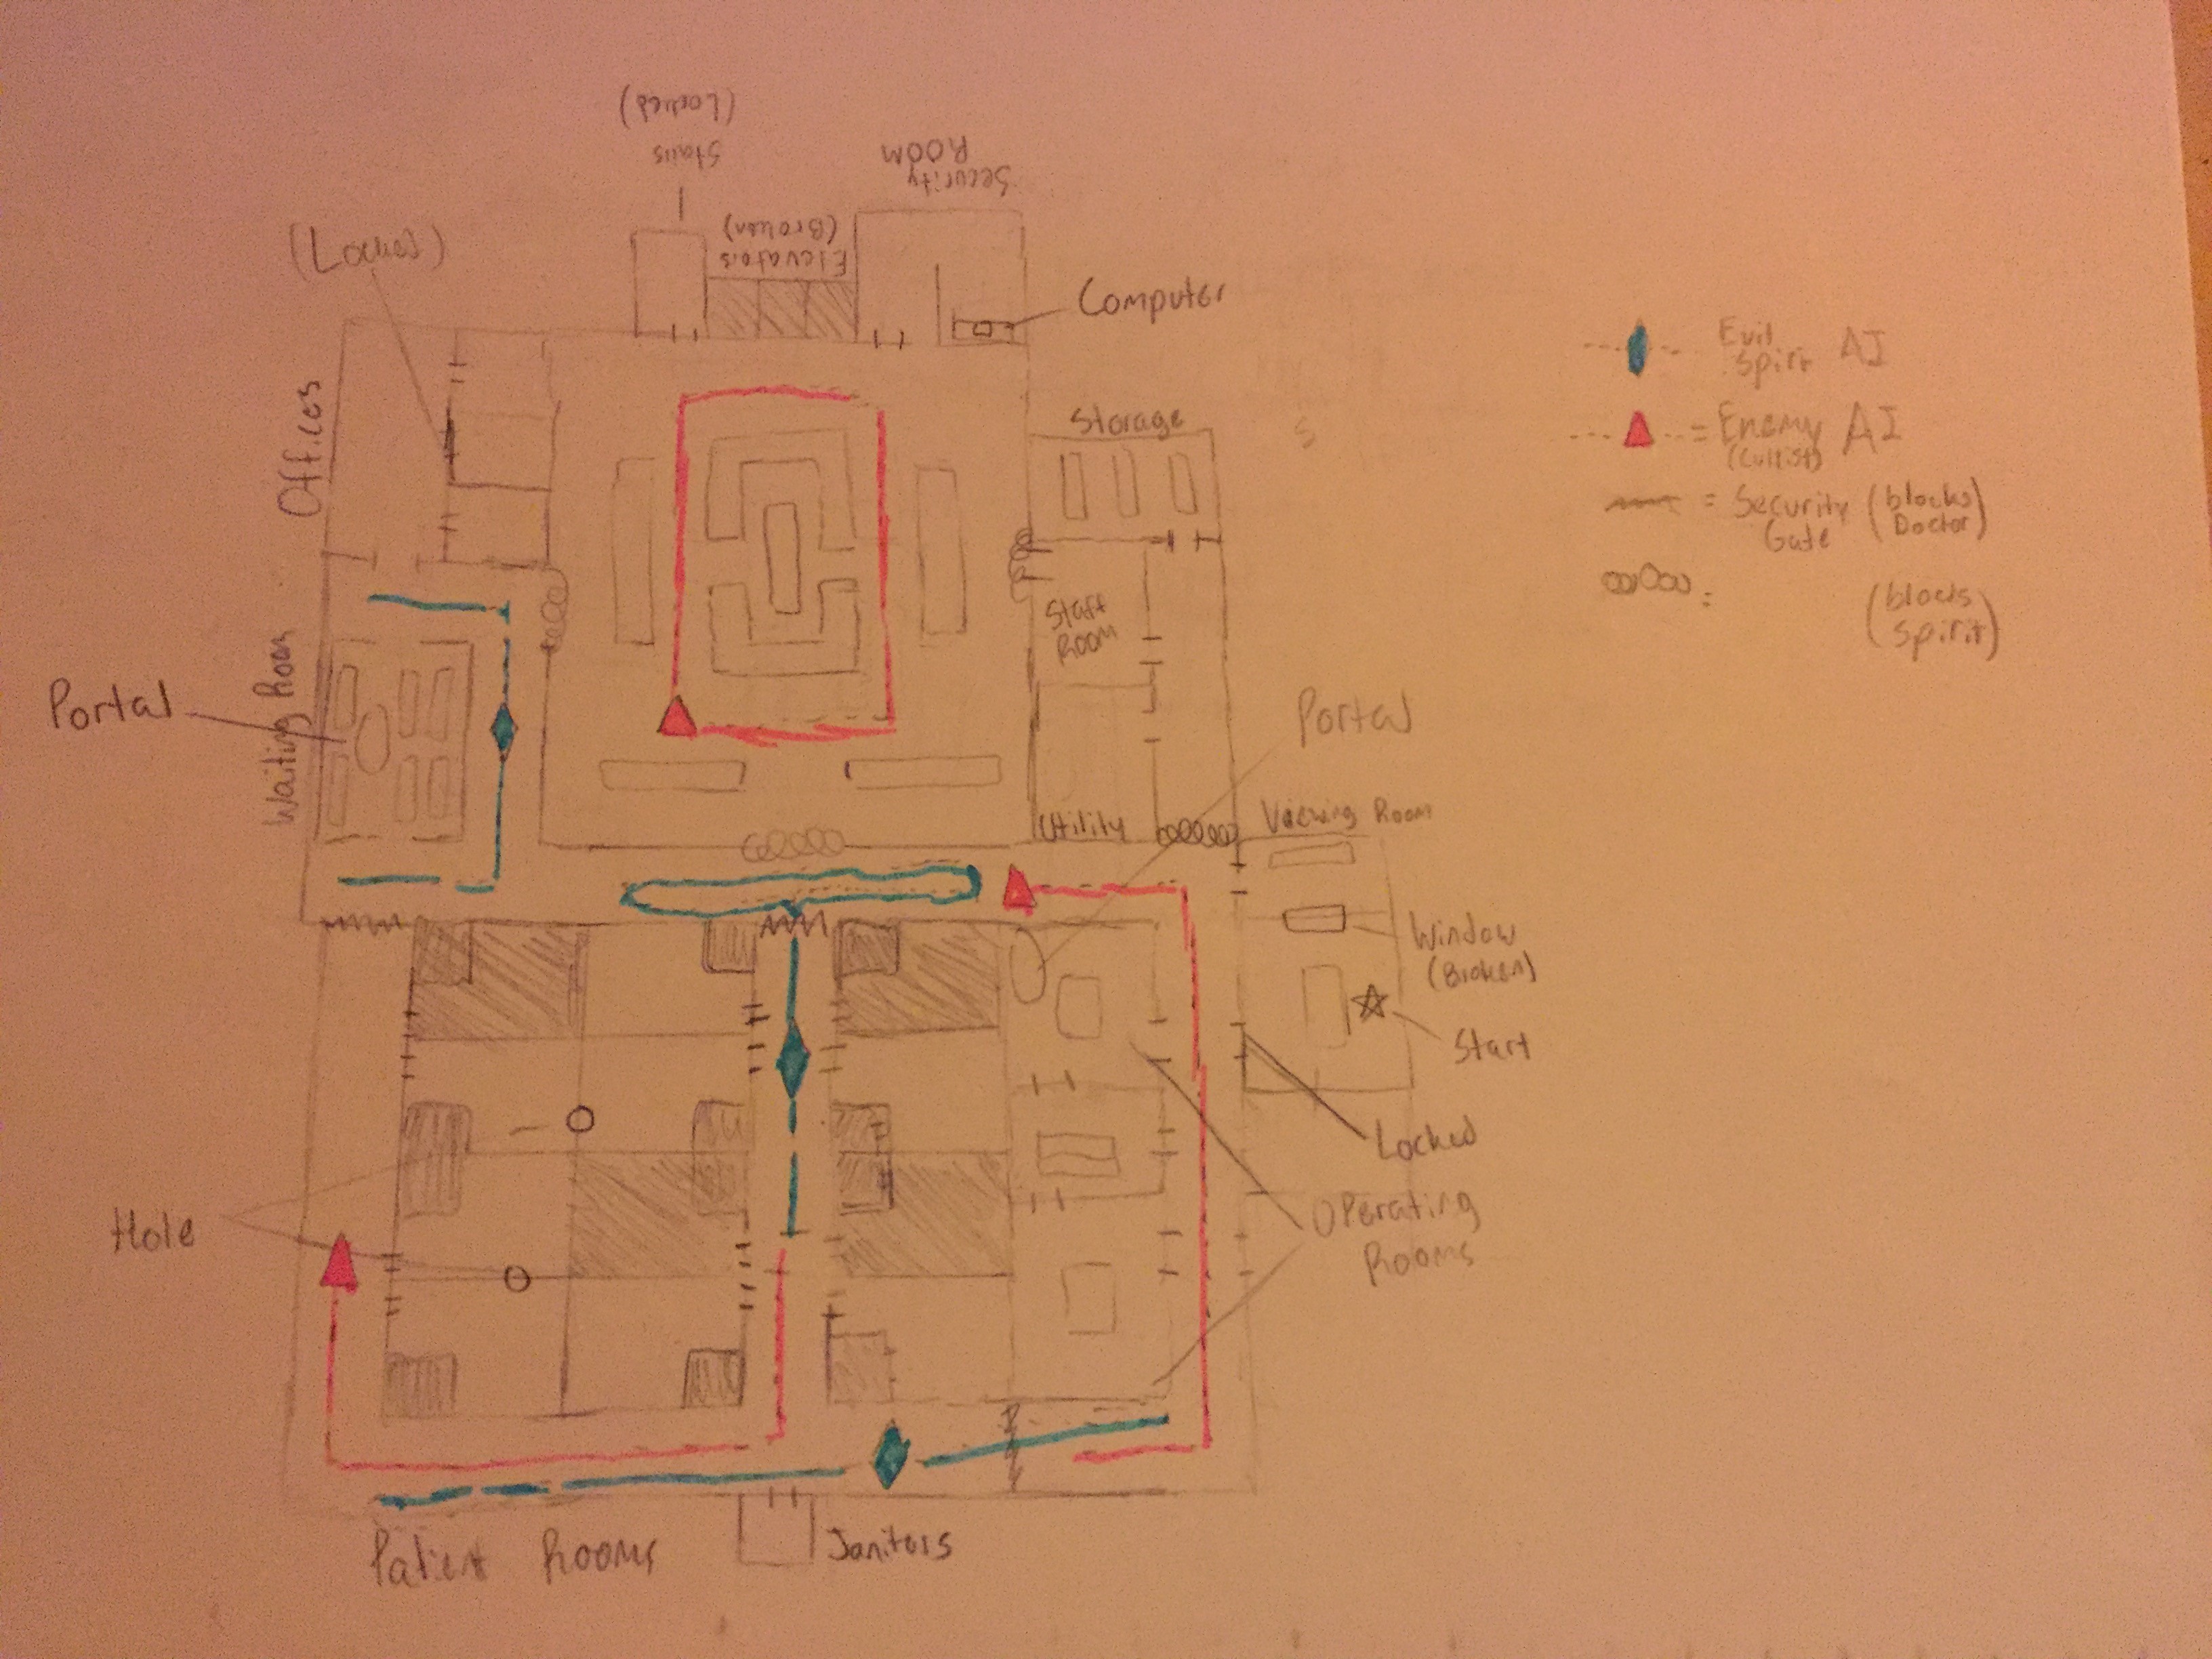 (Locked)
Stairs
(Locked)
Elevators
(Broken)
Security
ROOM
Computer
Offices
Storage
Staff
ROOM
Utility
Waiting Room
Portal
Portal
Viewing Room
Window
(Broken)
Start
Locked
Operating
Rooms
Hole
Patient Rooms
Janitors
Evil
Spirit AI
= Enemy AI
(Cultist)
= Security (blocks
Gate Doctor)
: (blocks
Spirit)
S